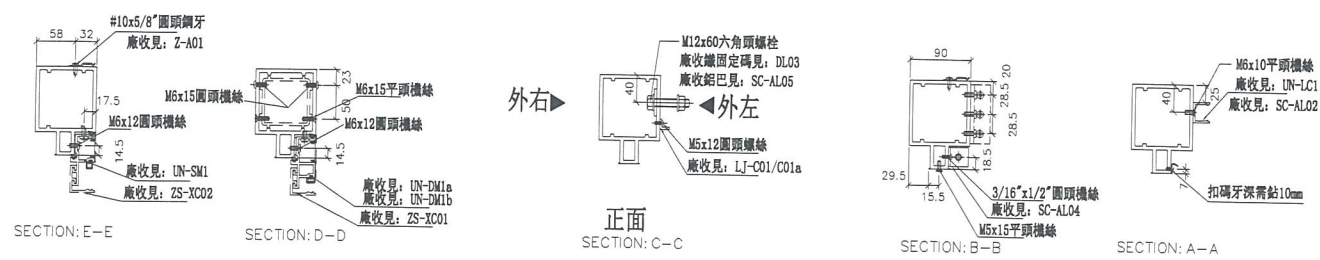 #10x5/8"圓頭鋼牙
廠收見: Z-A01
58
32
17.5
M6x12圓頭機絲
14.5
廠收見: UN-SM1
廠收見: ZS-XC02
SECTION: E-E
23
50
M6x15圓頭機絲
M6x15平頭機絲
M6x12圓頭機絲
14.5
廠收見: UN-DM1a
廠收見: UN-DM1b
廠收見: ZS-XC01
SECTION: D-D
外右
M12x60六角頭螺栓
廠收鐵固定碼見: DL03
廠收鋁巴見: SC-AL05
40
外左
M5x12圓頭螺絲
廠收見: LJ-C01/C01a
正面
SECTION: C-C
90
20
28.5
28.5
18.5
29.5
15.5
3/16"x1/2"圓頭機絲
廠收見: SC-AL04
M5x15平頭機絲
SECTION: B-B
M6x10平頭機絲
廠收見: UN-LC1
廠收見: SC-AL02
40
25
7
扣碼牙深需鉆10mm
SECTION: A-A